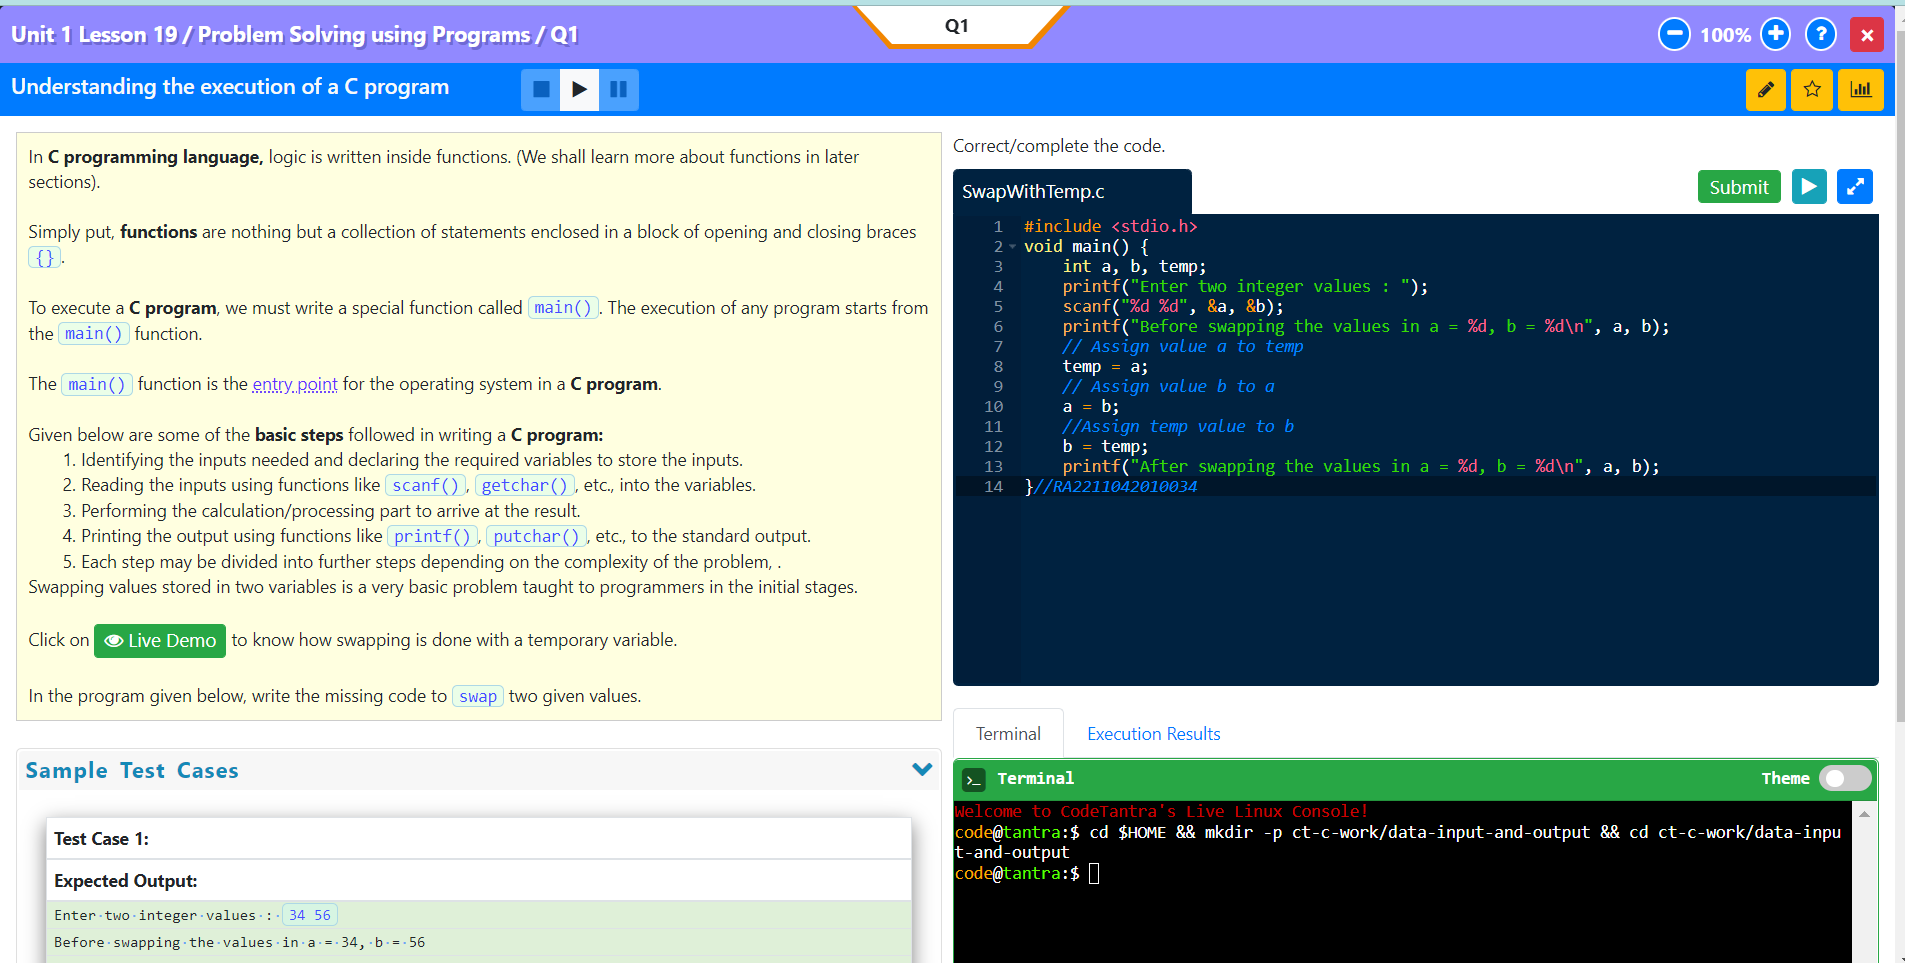 Unit 1 Lesson 19 / Problem Solving using Programs / Q1
Q1
100%
?
Understanding the execution of a C program
In C programming language, logic is written inside functions. (We shall learn more about functions in later
sections).
Simply put, functions are nothing but a collection of statements enclosed in a block of opening and closing braces
{}.
To execute a C program, we must write a special function called main(). The execution of any program starts from
the main() function.
The main() function is the entry point for the operating system in a C program.
Given below are some of the basic steps followed in writing a C program:
1. Identifying the inputs needed and declaring the required variables to store the inputs.
2. Reading the inputs using functions like scanf(), getchar(), etc., into the variables.
3. Performing the calculation/processing part to arrive at the result.
4. Printing the output using functions like printf(), putchar(), etc., to the standard output.
5. Each step may be divided into further steps depending on the complexity of the problem, .
Swapping values stored in two variables is a very basic problem taught to programmers in the initial stages.
Click on Live Demo to know how swapping is done with a temporary variable.
In the program given below, write the missing code to swap two given values.
Sample Test Cases
Test Case 1:
Expected Output:
Enter·two·integer·values·:·34 56
Before·swapping·the·values·in·a·=·34,·b·=·56
Correct/complete the code.
SwapWithTemp.c
Submit
1 #include <stdio.h>
2 void main() {
3 int a, b, temp;
4 printf("Enter two integer values : ");
5 scanf("%d %d", &a, &b);
6 printf("Before swapping the values in a = %d, b = %d\n", a, b);
7 // Assign value a to temp
8 temp = a;
9 // Assign value b to a
10 a = b;
11 //Assign temp value to b
12 b = temp;
13 printf("After swapping the values in a = %d, b = %d\n", a, b);
14 }//RA2211042010034
Terminal
Execution Results
>_ Terminal
Theme
Welcome to CodeTantra's Live Linux Console!
code@tantra:$ cd $HOME && mkdir -p ct-c-work/data-input-and-output && cd ct-c-work/data-inpu
t-and-output
code@tantra:$